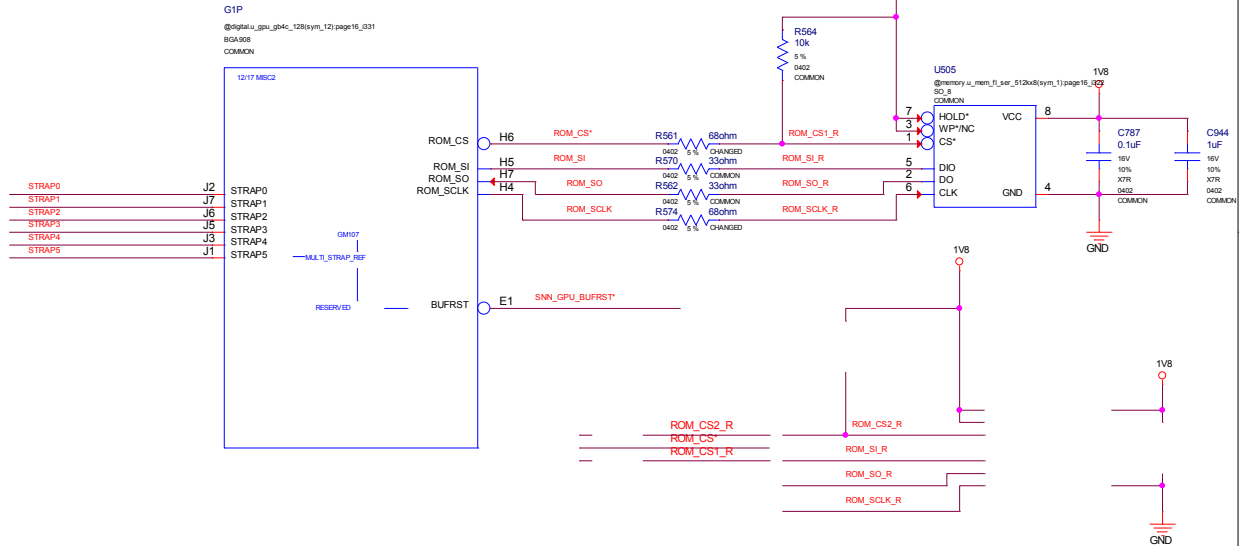 G1P
@digital.u_gpu_gb4c_128(sym_12):page16_i331
BGA908
COMMON
12/17 MISC2
ROM_CS
H6
ROM_SI
H5
ROM_SO
H7
ROM_SCLK
H4
STRAP0
J2
STRAP0
STRAP1
J7
STRAP1
STRAP2
J6
STRAP2
STRAP3
J5
STRAP3
STRAP4
J3
STRAP4
STRAP5
J1
STRAP5
GM107
MULTI_STRAP_REF
RESERVED
BUFRST
E1
SNN_GPU_BUFRST*
R564
10k
5 %
0402
COMMON
ROM_CS*
R561
68ohm
0402
5 %
CHANGED
ROM_CS1_R
ROM_SI
R570
33ohm
0402
5 %
COMMON
ROM_SI_R
ROM_SO
R562
33ohm
0402
5 %
COMMON
ROM_SO_R
ROM_SCLK
R574
68ohm
0402
5 %
CHANGED
ROM_SCLK_R
U505
@memory.u_mem_fl_ser_512kx8(sym_1):page16_i322
SO_8
COMMON
7
HOLD*
3
WP*/NC
1
CS*
5
DIO
2
DO
6
CLK
VCC
8
GND
4
1V8
C787
0.1uF
16V
10%
X7R
0402
COMMON
C944
1uF
16V
10%
X7R
0402
COMMON
GND
1V8
1V8
ROM_CS2_R
ROM_CS*
ROM_CS1_R
ROM_CS2_R
ROM_SI_R
ROM_SO_R
ROM_SCLK_R
GND